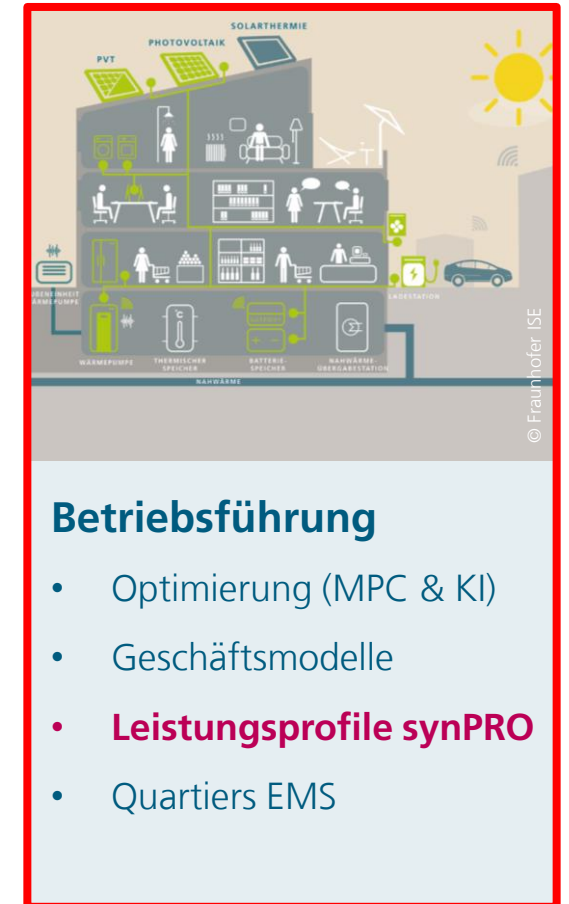 SOLARTHERMIE
PHOTOVOLTAIK
PVT
WÄRMEPUMPE
LADESTATION
WÄRMEPUMPE
THERMISCHER
SPEICHER
BATTERIE-
SPEICHER
NAHWÄRME-
ÜBERGABESTATION
NAHWÄRME
© Fraunhofer ISE
Betriebsführung
• Optimierung (MPC & KI)
• Geschäftsmodelle
• Leistungsprofile synPRO
• Quartiers EMS